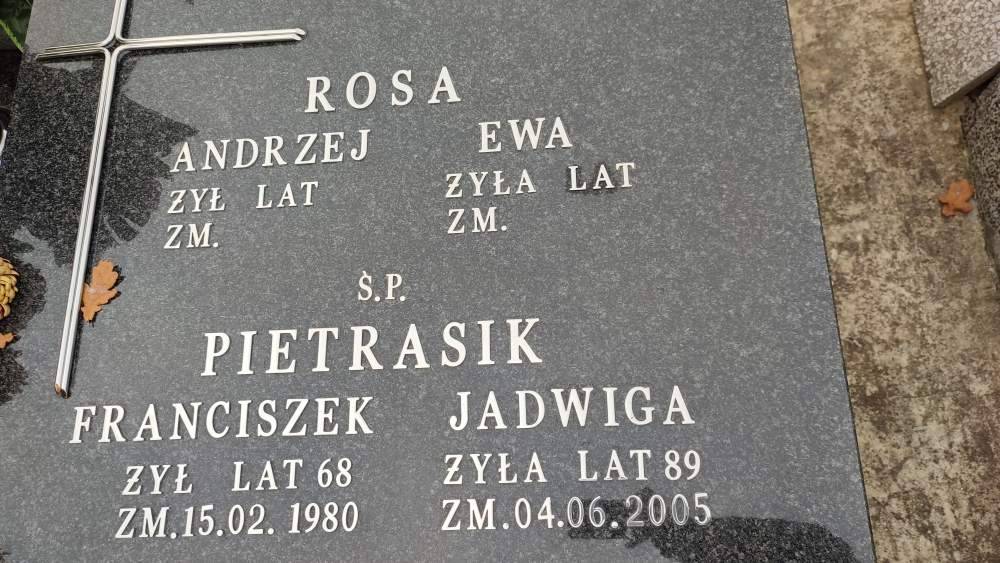 ROSA
ANDRZEJ EWA
ŻYŁ LAT ŻYŁA LAT
ZM. ZM.
Ś.P.
PIETRASIK
FRANCISZEK JADWIGA
ŻYŁ LAT 68 ŻYŁA LAT 89
ZM.15.02.1980 ZM.04.06.2005